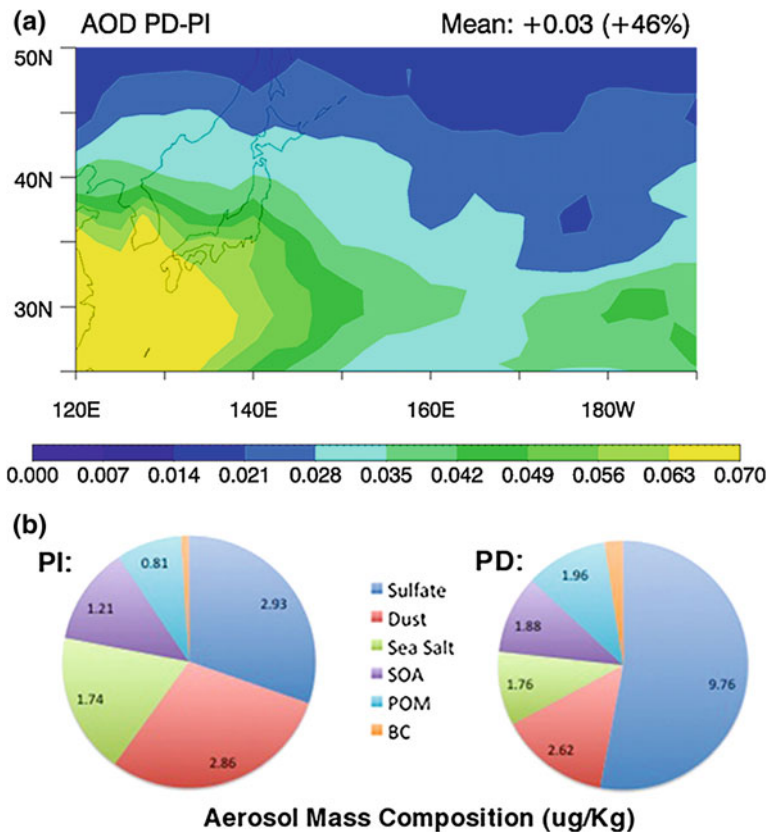 (a)
AOD PD-PI Mean: +0.03 (+46%)
50N
40N
30N
120E 140E 160E 180W
0.000 0.007 0.014 0.021 0.028 0.035 0.042 0.049 0.056 0.063 0.070
(b)
PI:
0.81
1.21
2.93
1.74
2.86
Sulfate
Dust
Sea Salt
SOA
POM
BC
PD:
1.96
1.88
9.76
1.76
2.62
Aerosol Mass Composition (ug/Kg)